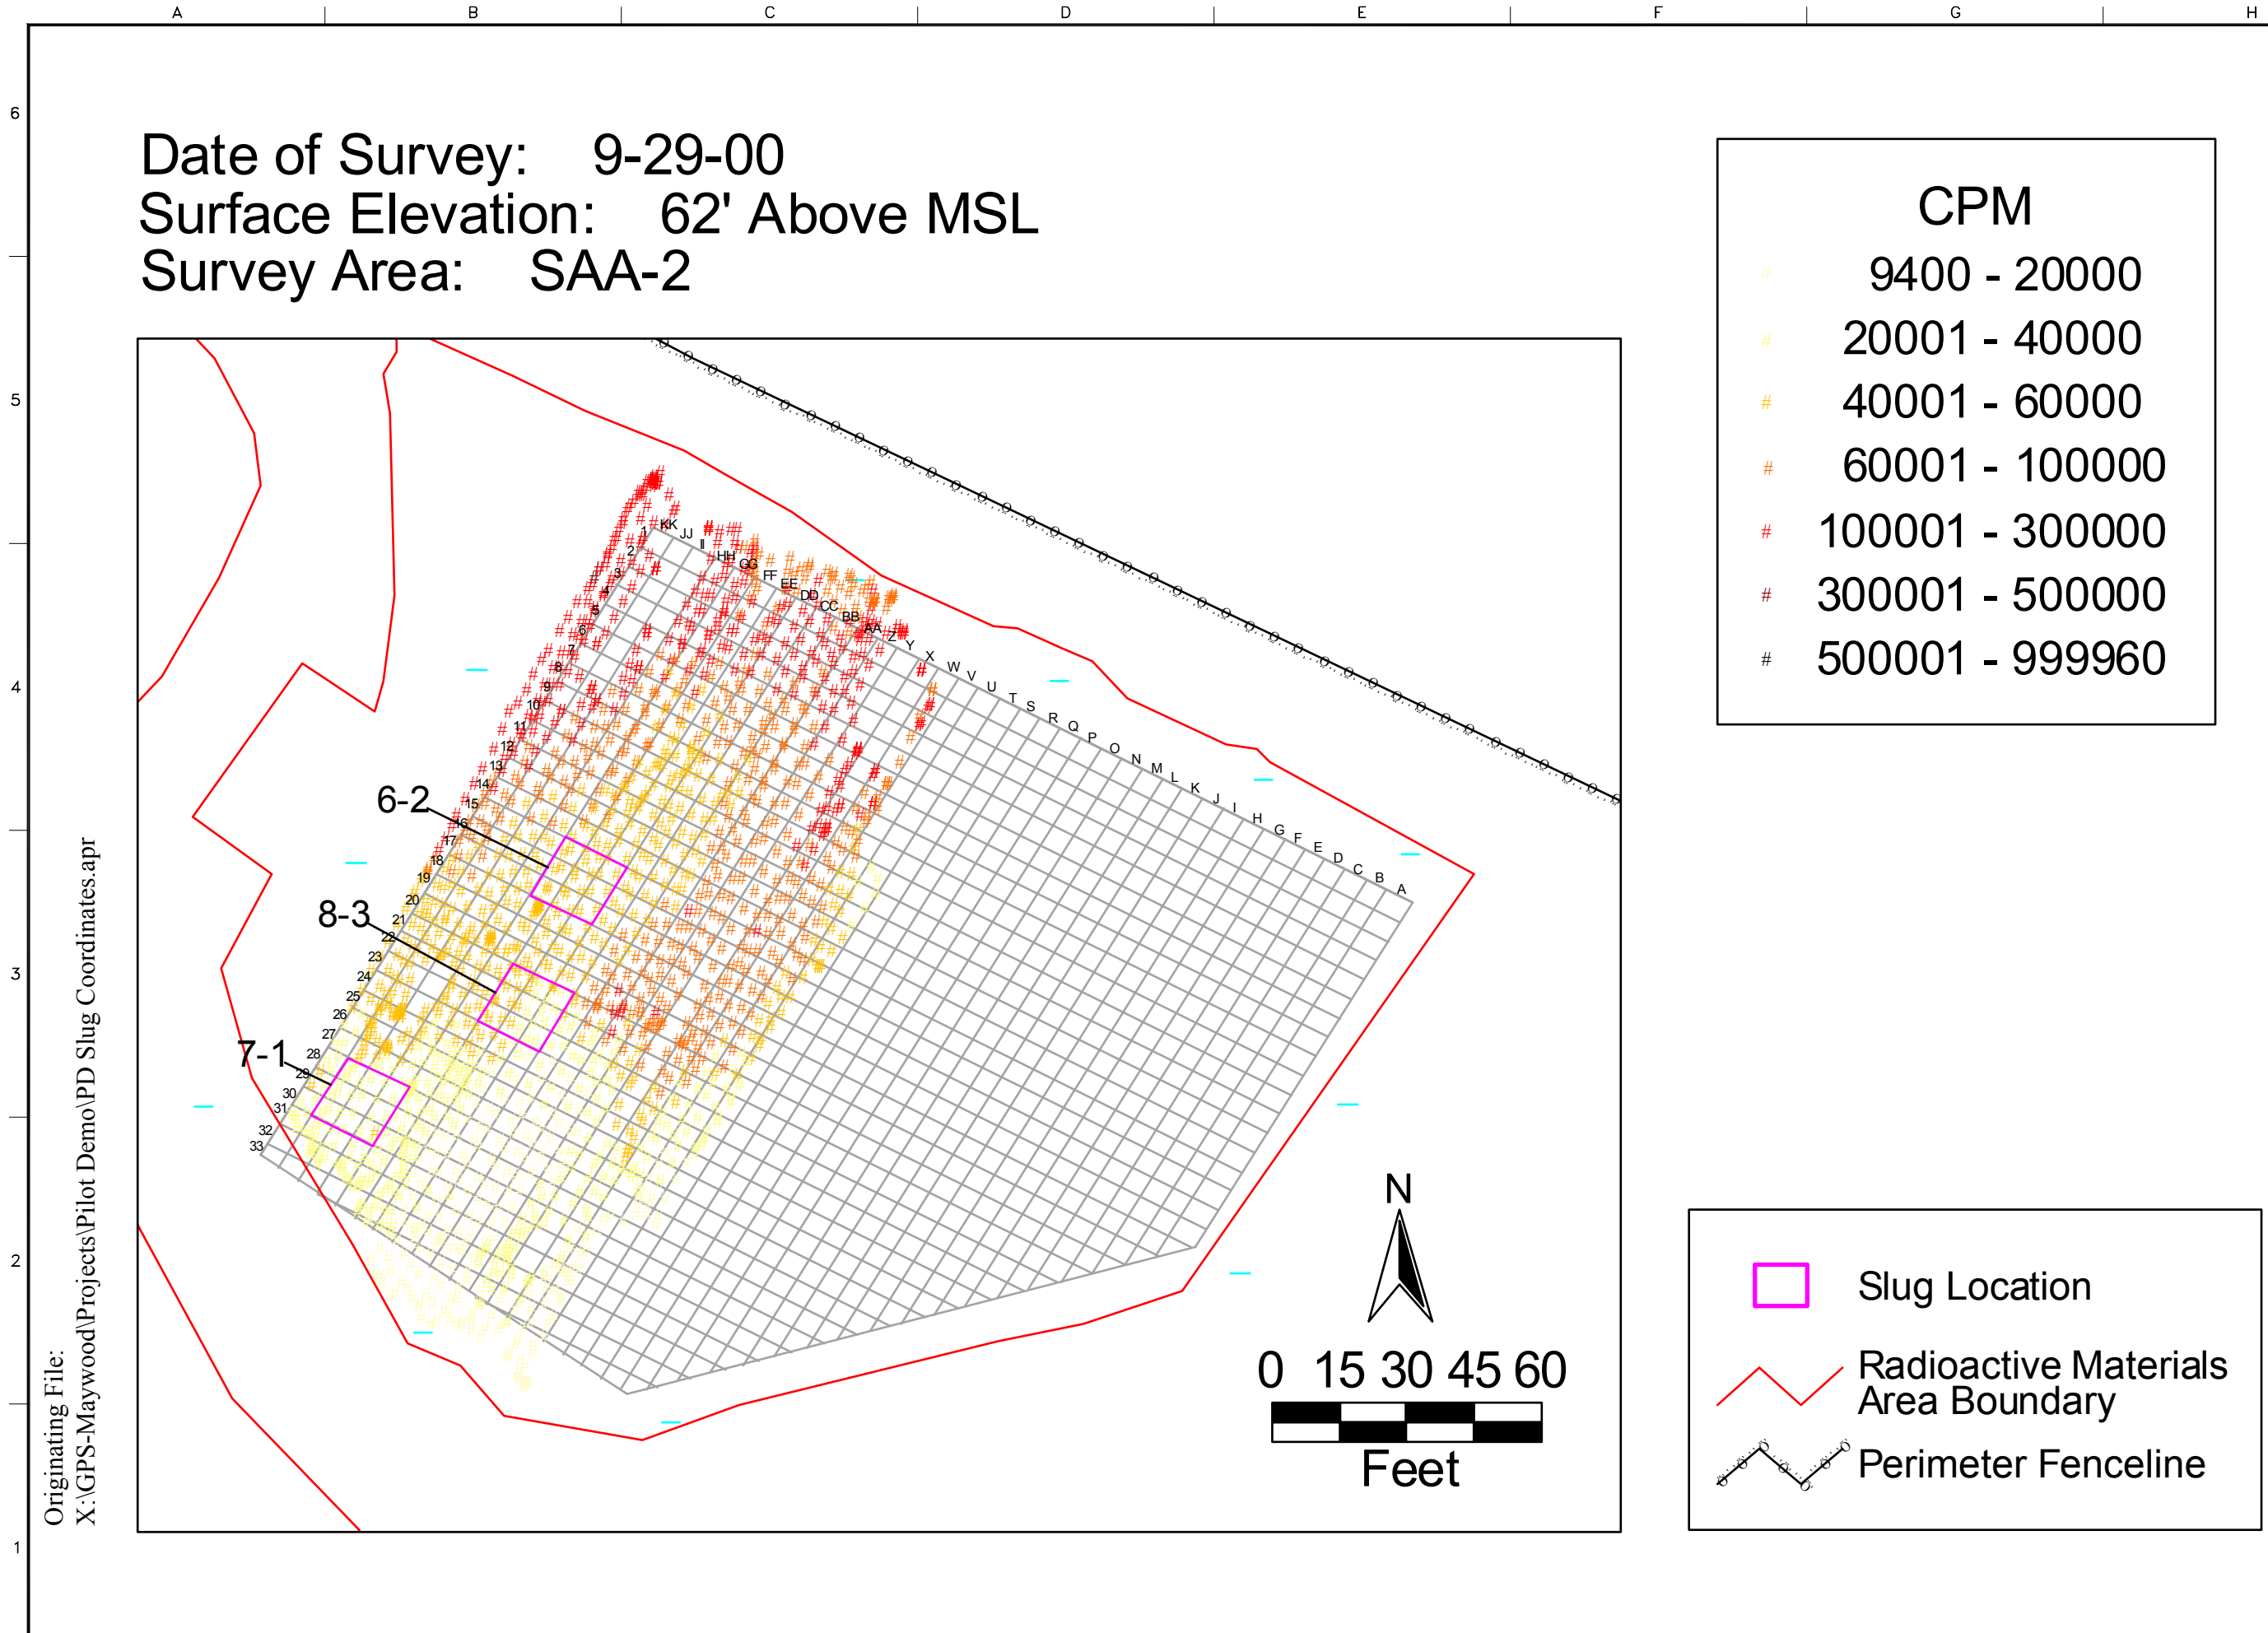 A B C D E F G H
6
5
4
3
2
1
Date of Survey: 9-29-00
Surface Elevation: 62' Above MSL
Survey Area: SAA-2
CPM
# 9400 - 20000
# 20001 - 40000
# 40001 - 60000
# 60001 - 100000
# 100001 - 300000
# 300001 - 500000
# 500001 - 999960
KK JJ II HH GG FF EE DD CC BB AA Z Y X W V U T S R Q P O N M L K J I H G F E D C B A
1
2
3
4
5
6
7
8
9
10
11
12
13
14
15
16
17
18
19
20
21
22
23
24
25
26
27
28
29
30
31
32
33
6-2
8-3
7-1
N
0 15 30 45 60
Feet
Slug Location
Radioactive Materials
Area Boundary
Perimeter Fenceline
Originating File:
X:\GPS-Maywood\Projects\Pilot Demo\PD Slug Coordinates.apr